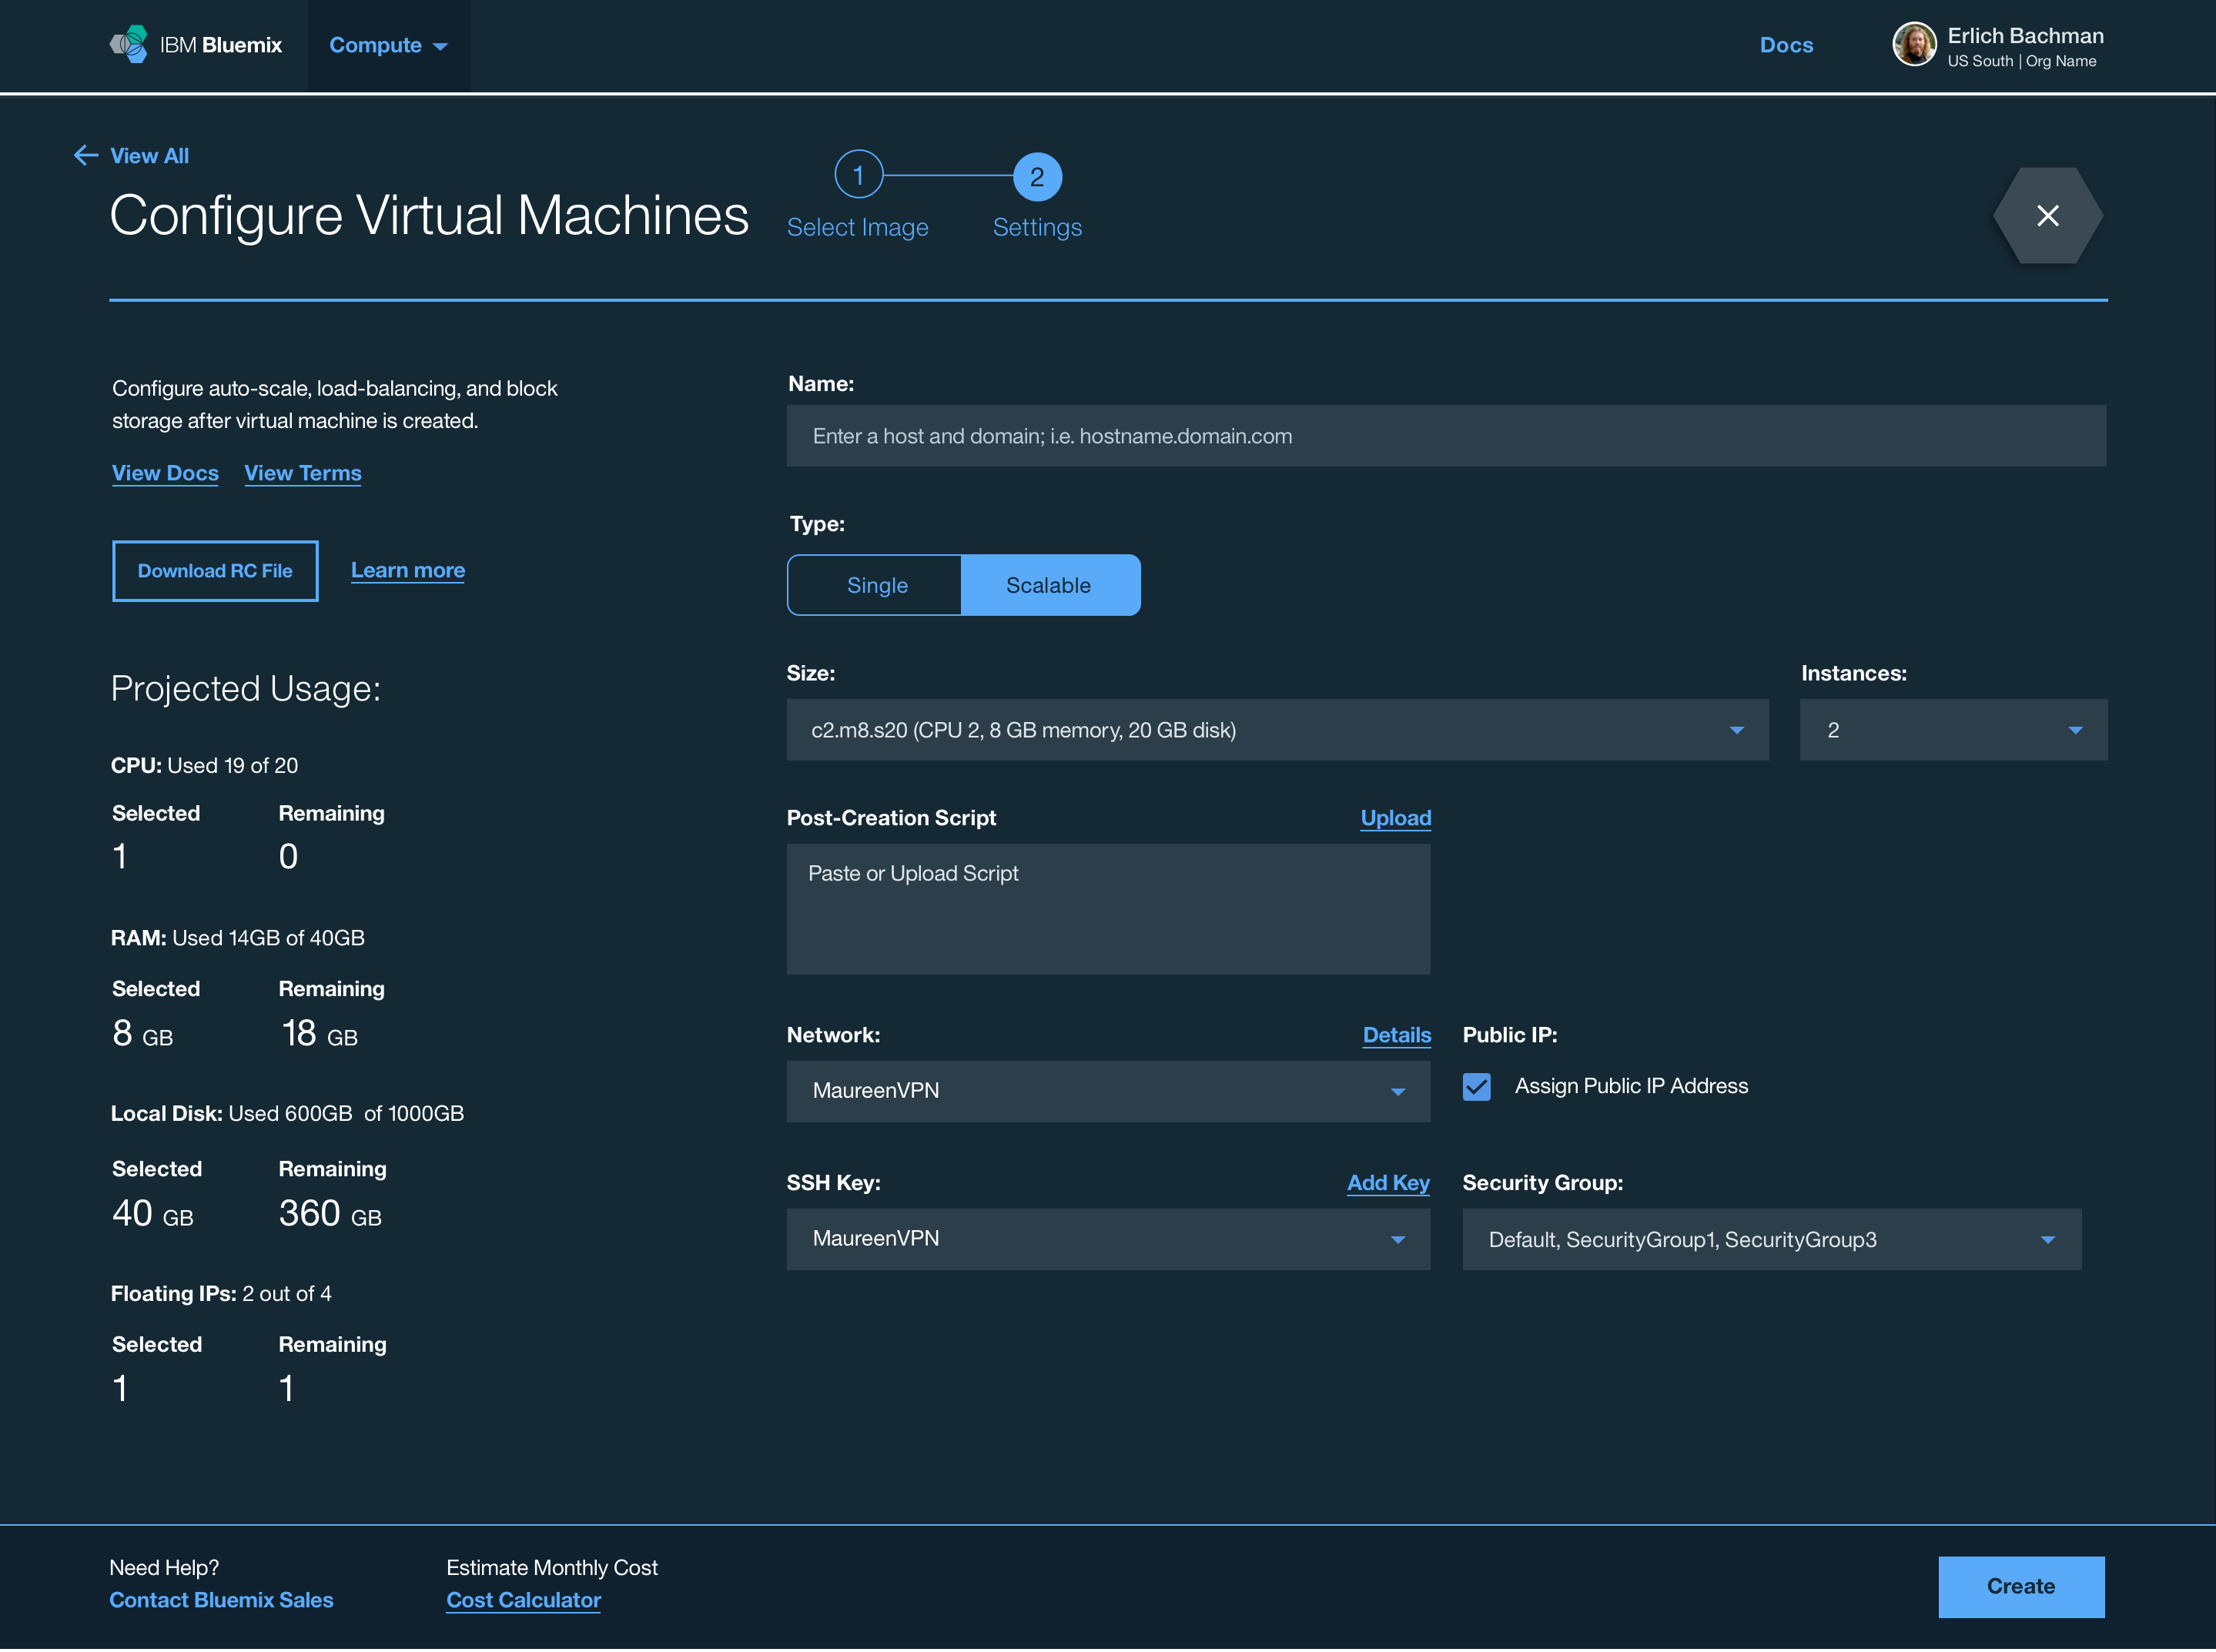 IBM Bluemix
Compute
Docs
Erlich Bachman
US South | Org Name
View All
Configure Virtual Machines
1
Select Image
2
Settings
Configure auto-scale, load-balancing, and block
storage after virtual machine is created.
View Docs View Terms
Download RC File Learn more
Projected Usage:
CPU: Used 19 of 20
Selected Remaining
1 0
RAM: Used 14GB of 40GB
Selected Remaining
8 GB 18 GB
Local Disk: Used 600GB of 1000GB
Selected Remaining
40 GB 360 GB
Floating IPs: 2 out of 4
Selected Remaining
1 1
Name:
Enter a host and domain; i.e. hostname.domain.com
Type:
Single Scalable
Size:
c2.m8.s20 (CPU 2, 8 GB memory, 20 GB disk)
Instances:
2
Post-Creation Script Upload
Paste or Upload Script
Network: Details
MaureenVPN
Public IP:
Assign Public IP Address
SSH Key: Add Key
MaureenVPN
Security Group:
Default, SecurityGroup1, SecurityGroup3
Need Help?
Contact Bluemix Sales
Estimate Monthly Cost
Cost Calculator
Create